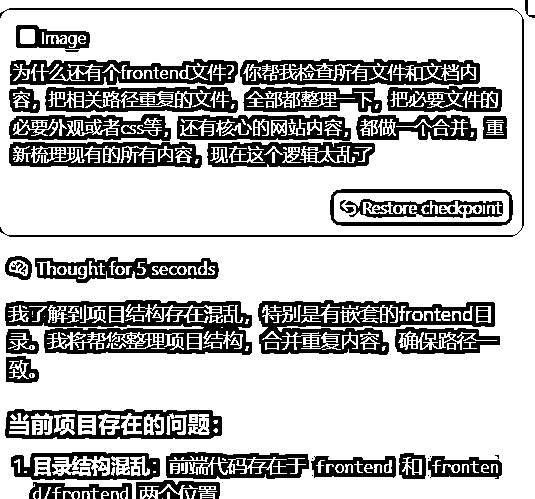 Image
为什么还有个frontend文件？你帮我检查所有文件和文档内
容，把相关路径重复的文件，全部都整理一下，把必要文件的
必要外观或者css等，还有核心的网站内容，都做一个合并，重
新梳理现有的所有内容，现在这个逻辑太乱了
Restore checkpoint
Thought for 5 seconds
我了解到项目结构存在混乱，特别是有嵌套的frontend目
录。我将帮您整理项目结构，合并重复内容，确保路径一
致。
当前项目存在的问题：
1. 目录结构混乱：前端代码存在于 frontend 和 fronten
d/frontend 两个位置